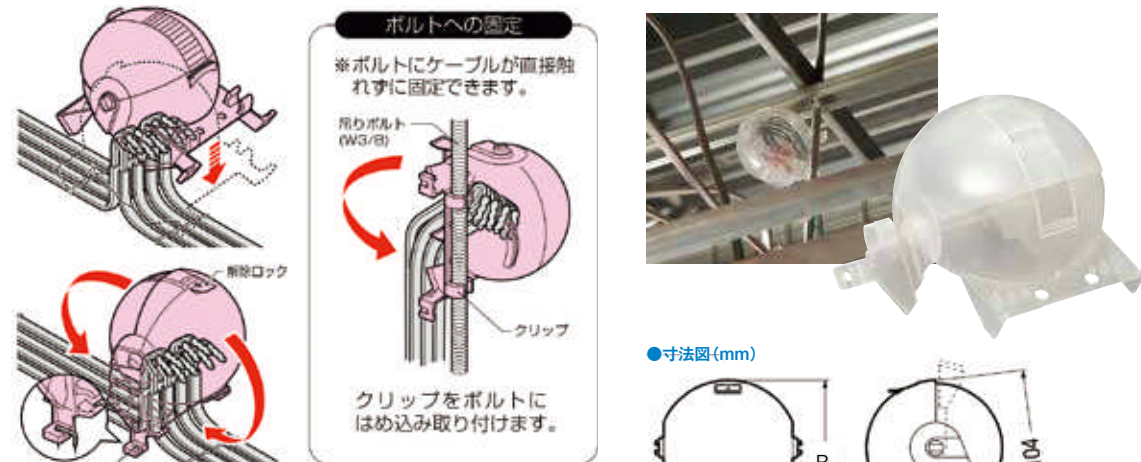 解除ロック
ボルトへの固定
※ボルトにケーブルが直接触
れずに固定できます。
吊りボルト
(W3/8)
クリップ
クリップをボルトに
はめ込み取り付けます。
●寸法図(mm)
B
104